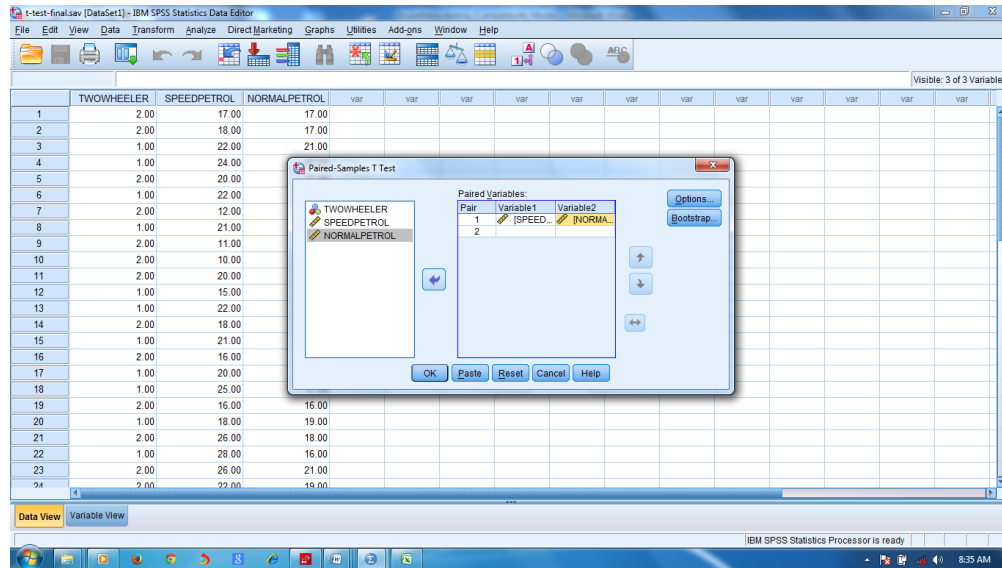 t-test-final.sav [DataSet1] - IBM SPSS Statistics Data Editor
File Edit View Data Transform Analyze Direct Marketing Graphs Utilities Add-ons Window Help
Visible: 3 of 3 Variable
TWOWHEELER SPEEDPETROL NORMALPETROL var var var var var var var var var var var
1 2.00 17.00 17.00
2 2.00 18.00 17.00
3 1.00 22.00 21.00
4 1.00 24.00
5 2.00 20.00
6 1.00 22.00
7 2.00 12.00
8 1.00 21.00
9 2.00 11.00
10 2.00 10.00
11 2.00 20.00
12 1.00 15.00
13 1.00 22.00
14 2.00 18.00
15 1.00 21.00
16 2.00 16.00
17 1.00 20.00
18 1.00 25.00
19 2.00 16.00 16.00
20 1.00 18.00 19.00
21 2.00 26.00 18.00
22 1.00 28.00 16.00
23 2.00 26.00 21.00
24 2.00 22.00 19.00
Paired-Samples T Test
TWOWHEELER
SPEEDPETROL
NORMALPETROL
Paired Variables:
Pair Variable1 Variable2
1 [SPEED... [NORMA...
2
Options...
Bootstrap...
OK Paste Reset Cancel Help
Data View Variable View
IBM SPSS Statistics Processor is ready
8:35 AM